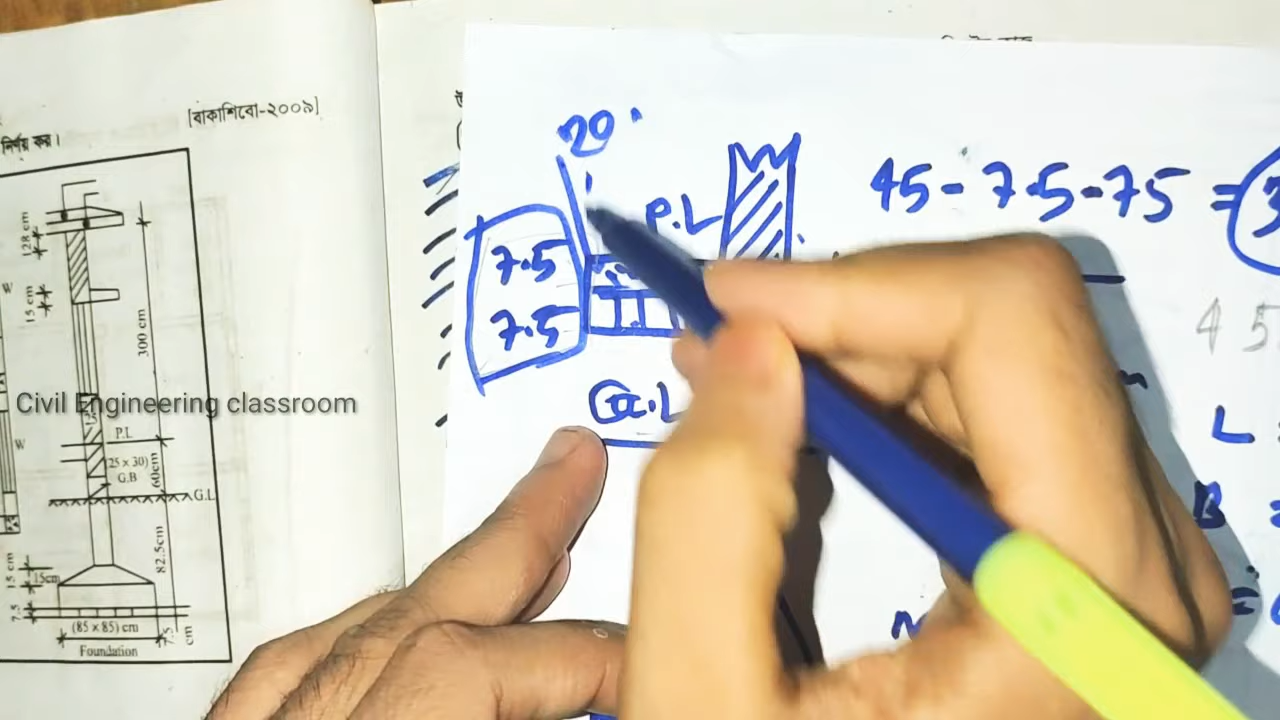 [বাকাশিবো-২০০৯]
নির্ণয় কর।
128 cm
15 cm
300 cm
W
Civil Engineering classroom
P.L
W
(25 x 30)
G.B
60cm
G.L
82.5cm
15 cm
15cm
7.5
(85 x 85) cm
7.5 cm
Foundation
20
P.L
7.5
7.5
G.L
45 - 7.5 - 7.5 =
45
L
B